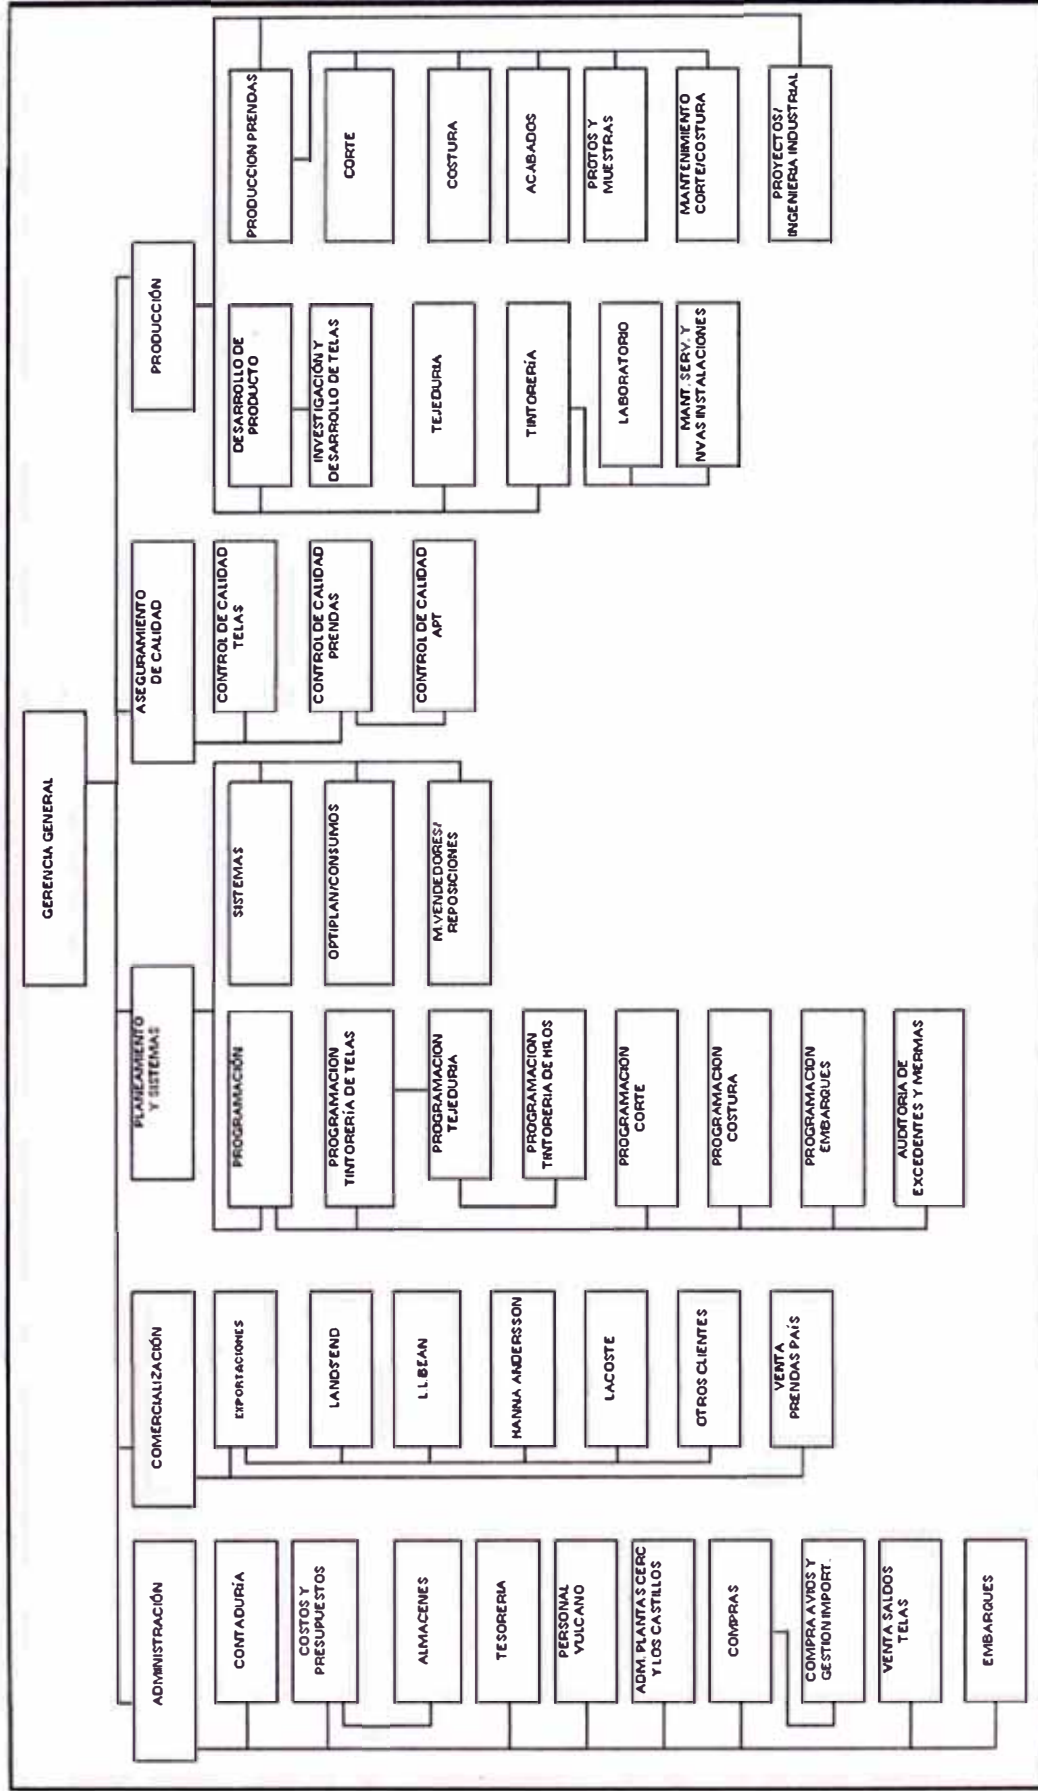 GERENCIA GENERAL
ADMINISTRACIÓN
CONTADURÍA
COSTOS Y
PRESUPUESTOS
ALMACENES
TESORERIA
PERSONAL
VULCANO
ADM. PLANTAS CERC
Y LOS CASTILLOS
COMPRAS
COMPRA AVIOS Y
GESTION IMPORT.
VENTA SALDOS
TELAS
EMBARQUES
COMERCIALIZACIÓN
EXPORTACIONES
LANDS'END
L.L.BEAN
HANNA ANDERSSON
LACOSTE
OTROS CLIENTES
VENTA
PRENDAS PAÍS
PLANEAMIENTO
Y SISTEMAS
PROGRAMACIÓN
PROGRAMACION
TINTORERÍA DE TELAS
PROGRAMACION
TEJEDURIA
PROGRAMACION
TINTORERIA DE HILOS
PROGRAMACION
CORTE
PROGRAMACION
COSTURA
PROGRAMACION
EMBARQUES
AUDITORIA DE
EXCEDENTES Y MERMAS
SISTEMAS
OPTIPLAN/CONSUMOS
M.VENDEDORES/
REPOSICIONES
ASEGURAMIENTO
DE CALIDAD
CONTROL DE CALIDAD
TELAS
CONTROL DE CALIDAD
PRENDAS
CONTROL DE CALIDAD
APT
PRODUCCIÓN
DESARROLLO DE
PRODUCTO
INVESTIGACIÓN Y
DESARROLLO DE TELAS
TEJEDURIA
TINTORERÍA
LABORATORIO
MANT. SERV. Y
NVAS INSTALACIONES
PRODUCCION PRENDAS
CORTE
COSTURA
ACABADOS
PROTOS Y
MUESTRAS
MANTENIMIENTO
CORTE/COSTURA
PROYECTOS/
INGENIERIA INDUSTRIAL